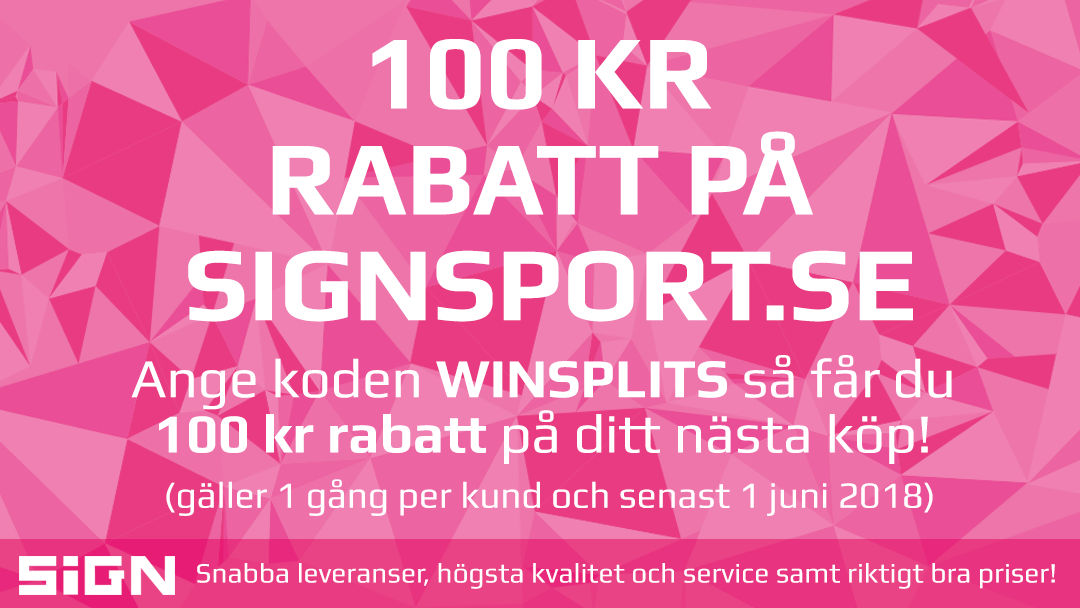 100 KR
RABATT PÅ
SIGNSPORT.SE
Ange koden WINSPLITS så får du
100 kr rabatt på ditt nästa köp!
(gäller 1 gång per kund och senast 1 juni 2018)
SiGN Snabba leveranser, högsta kvalitet och service samt riktigt bra priser!